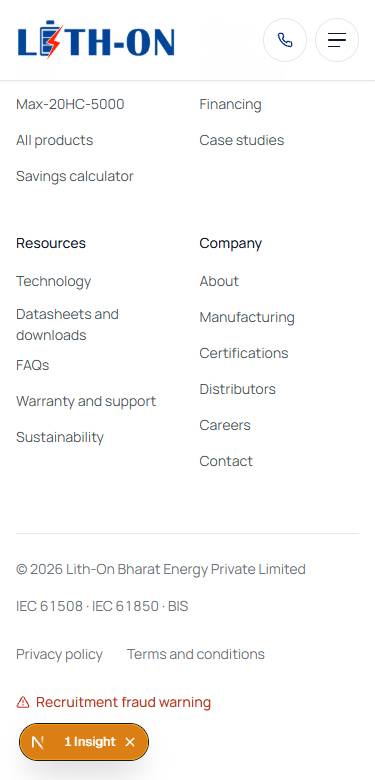 LITH-ON
Max-20HC-5000
Financing
All products
Case studies
Savings calculator
Resources
Technology
Datasheets and
downloads
FAQs
Warranty and support
Sustainability
Company
About
Manufacturing
Certifications
Distributors
Careers
Contact
© 2026 Lith-On Bharat Energy Private Limited
IEC 61508 · IEC 61850 · BIS
Privacy policy
Terms and conditions
Recruitment fraud warning
N 1 Insight